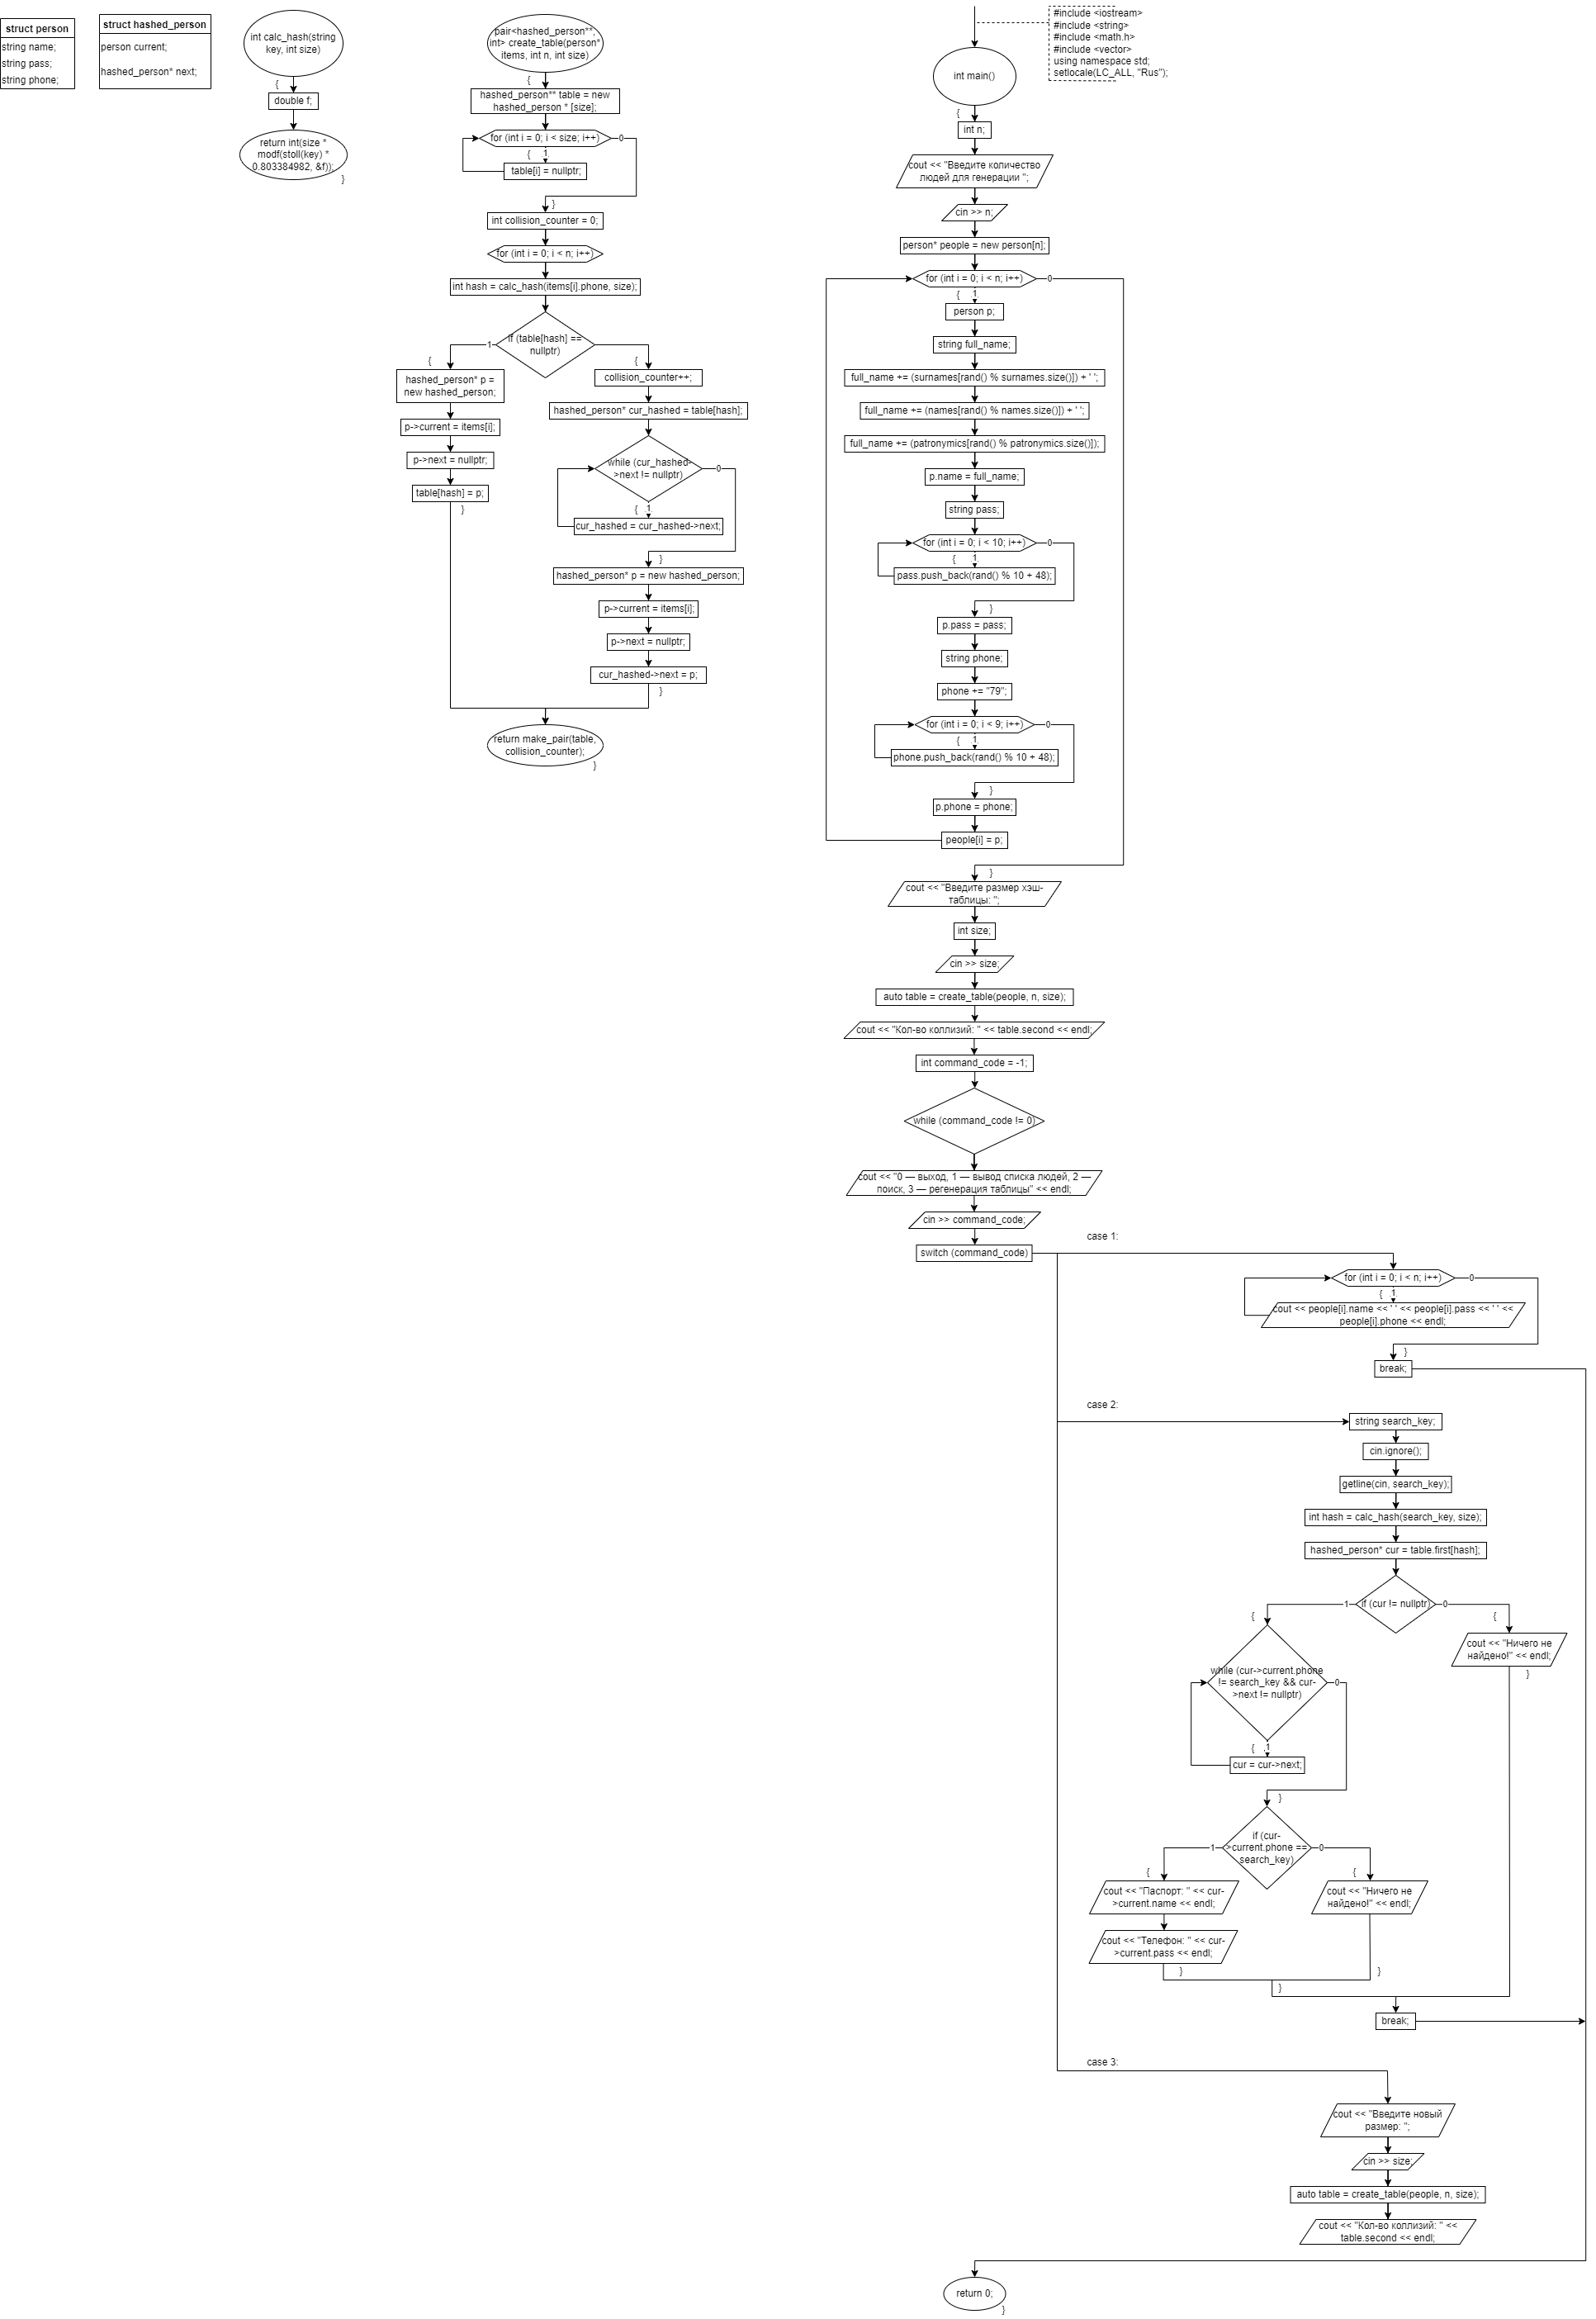 struct person
string name;
string pass;
string phone;
struct hashed_person
person current;
hashed_person* next;
int calc_hash(string
key, int size)
{
double f;
return int(size *
modf(stoll(key) *
0.803384982, &f));
}
pair<hashed_person**,
int> create_table(person*
items, int n, int size)
{
hashed_person** table = new
hashed_person * [size];
for (int i = 0; i < size; i++)
0
{
1
table[i] = nullptr;
}
int collision_counter = 0;
for (int i = 0; i < n; i++)
int hash = calc_hash(items[i].phone, size);
if (table[hash] ==
nullptr)
1
{
hashed_person* p =
new hashed_person;
p->current = items[i];
p->next = nullptr;
table[hash] = p;
}
{
collision_counter++;
hashed_person* cur_hashed = table[hash];
while (cur_hashed-
>next != nullptr)
0
{
1
cur_hashed = cur_hashed->next;
}
hashed_person* p = new hashed_person;
p->current = items[i];
p->next = nullptr;
cur_hashed->next = p;
}
return make_pair(table,
collision_counter);
}
#include <iostream>
#include <string>
#include <math.h>
#include <vector>
using namespace std;
setlocale(LC_ALL, "Rus");
int main()
{
int n;
cout << "Введите количество
людей для генерации ";
cin >> n;
person* people = new person[n];
for (int i = 0; i < n; i++)
0
{
1
person p;
string full_name;
full_name += (surnames[rand() % surnames.size()]) + ' ';
full_name += (names[rand() % names.size()]) + ' ';
full_name += (patronymics[rand() % patronymics.size()]);
p.name = full_name;
string pass;
for (int i = 0; i < 10; i++)
0
{
1
pass.push_back(rand() % 10 + 48);
}
p.pass = pass;
string phone;
phone += "79";
for (int i = 0; i < 9; i++)
0
{
1
phone.push_back(rand() % 10 + 48);
}
p.phone = phone;
people[i] = p;
}
cout << "Введите размер хэш-
таблицы: ";
int size;
cin >> size;
auto table = create_table(people, n, size);
cout << "Кол-во коллизий: " << table.second << endl;
int command_code = -1;
while (command_code != 0)
cout << "0 — выход, 1 — вывод списка людей, 2 —
поиск, 3 — регенерация таблицы" << endl;
cin >> command_code;
switch (command_code)
case 1:
for (int i = 0; i < n; i++)
0
{
1
cout << people[i].name << ' ' << people[i].pass << ' ' <<
people[i].phone << endl;
}
break;
case 2:
string search_key;
cin.ignore();
getline(cin, search_key);
int hash = calc_hash(search_key, size);
hashed_person* cur = table.first[hash];
1
if (cur != nullptr)
0
{
{
cout << "Ничего не
найдено!" << endl;
}
while (cur->current.phone
!= search_key && cur-
>next != nullptr)
0
{
1
cur = cur->next;
}
if (cur-
>current.phone ==
search_key)
1
0
{
{
cout << "Паспорт: " << cur-
>current.name << endl;
cout << "Ничего не
найдено!" << endl;
cout << "Телефон: " << cur-
>current.pass << endl;
}
}
}
break;
case 3:
cout << "Введите новый
размер: ";
cin >> size;
auto table = create_table(people, n, size);
cout << "Кол-во коллизий: " <<
table.second << endl;
return 0;
}